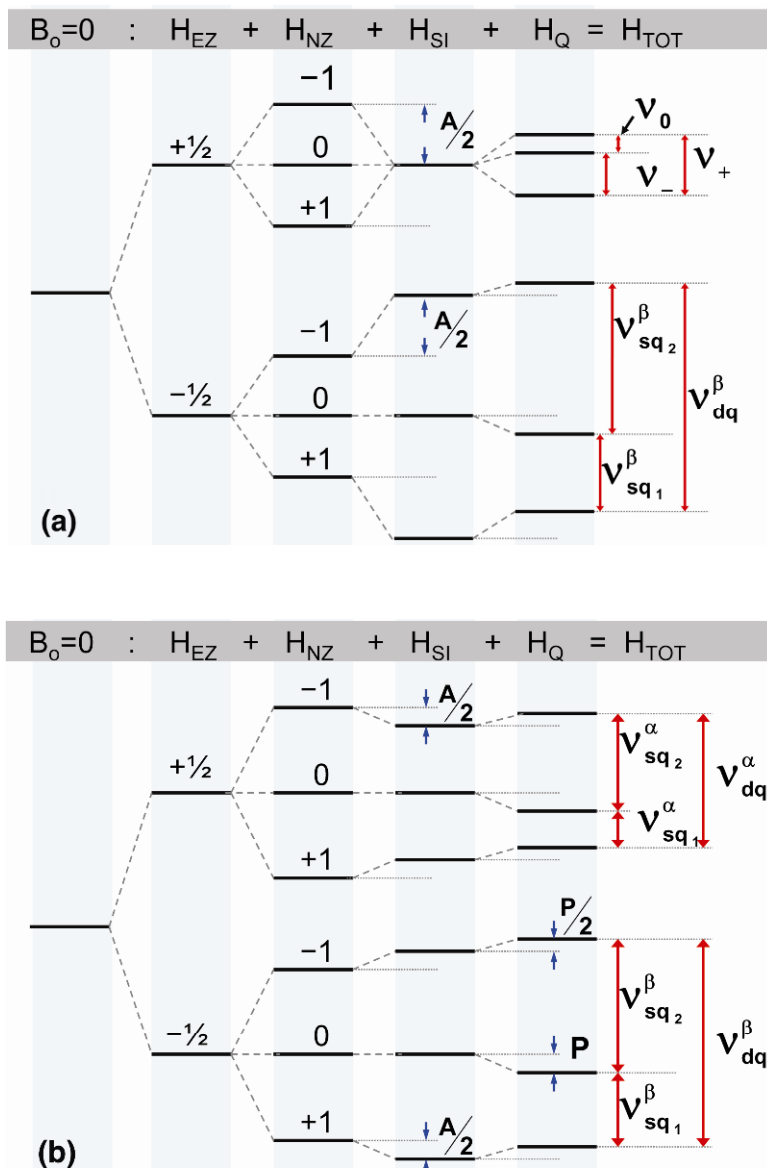 B₀=0 : H_EZ + H_NZ + H_SI + H_Q = H_TOT
−1
A/2
ν₀
+½
0
ν₊
ν₋
+1
ν^β_sq₂
−1
A/2
ν^β_dq
−½
0
+1
ν^β_sq₁
(a)
B₀=0 : H_EZ + H_NZ + H_SI + H_Q = H_TOT
−1
A/2
ν^α_sq₂
+½
0
ν^α_dq
ν^α_sq₁
+1
P/2
−1
ν^β_sq₂
−½
0
P
ν^β_dq
ν^β_sq₁
+1
A/2
(b)